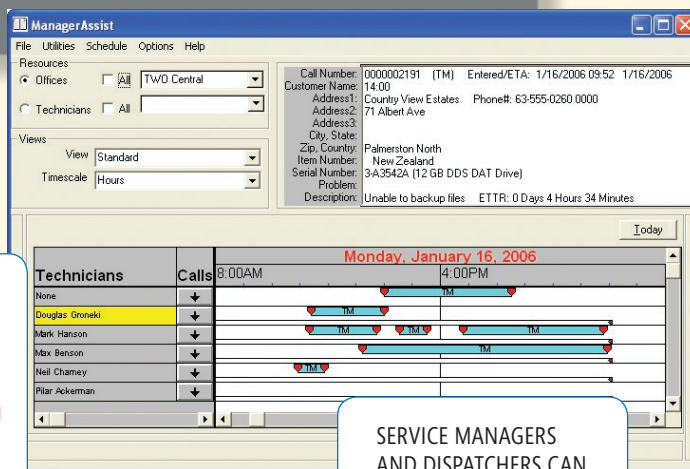 ManagerAssist
File Utilities Schedule Options Help
Resources
Offices All TWO Central
Technicians All
Views
View Standard
Timescale Hours
Call Number: 0000002191 (TM) Entered/ETA: 1/16/2006 09:52 1/16/2006
Customer Name: 14:00
Address1: Country View Estates Phone#: 63-555-0260 0000
Address2: 71 Albert Ave
Address3:
City, State:
Zip, Country: Palmerston North
Item Number: New Zealand
Serial Number: 3-A3542A (12 GB DDS DAT Drive)
Problem:
Description: Unable to backup files ETTR: 0 Days 4 Hours 34 Minutes
Today
Monday, January 16, 2006
Technicians Calls 8:00AM 4:00PM
None TM
Douglas Groneki TM
Mark Hanson TM TM TM
Max Benson TM
Neil Charney TM
Pilar Ackerman
SERVICE MANAGERS
AND DISPATCHERS CAN